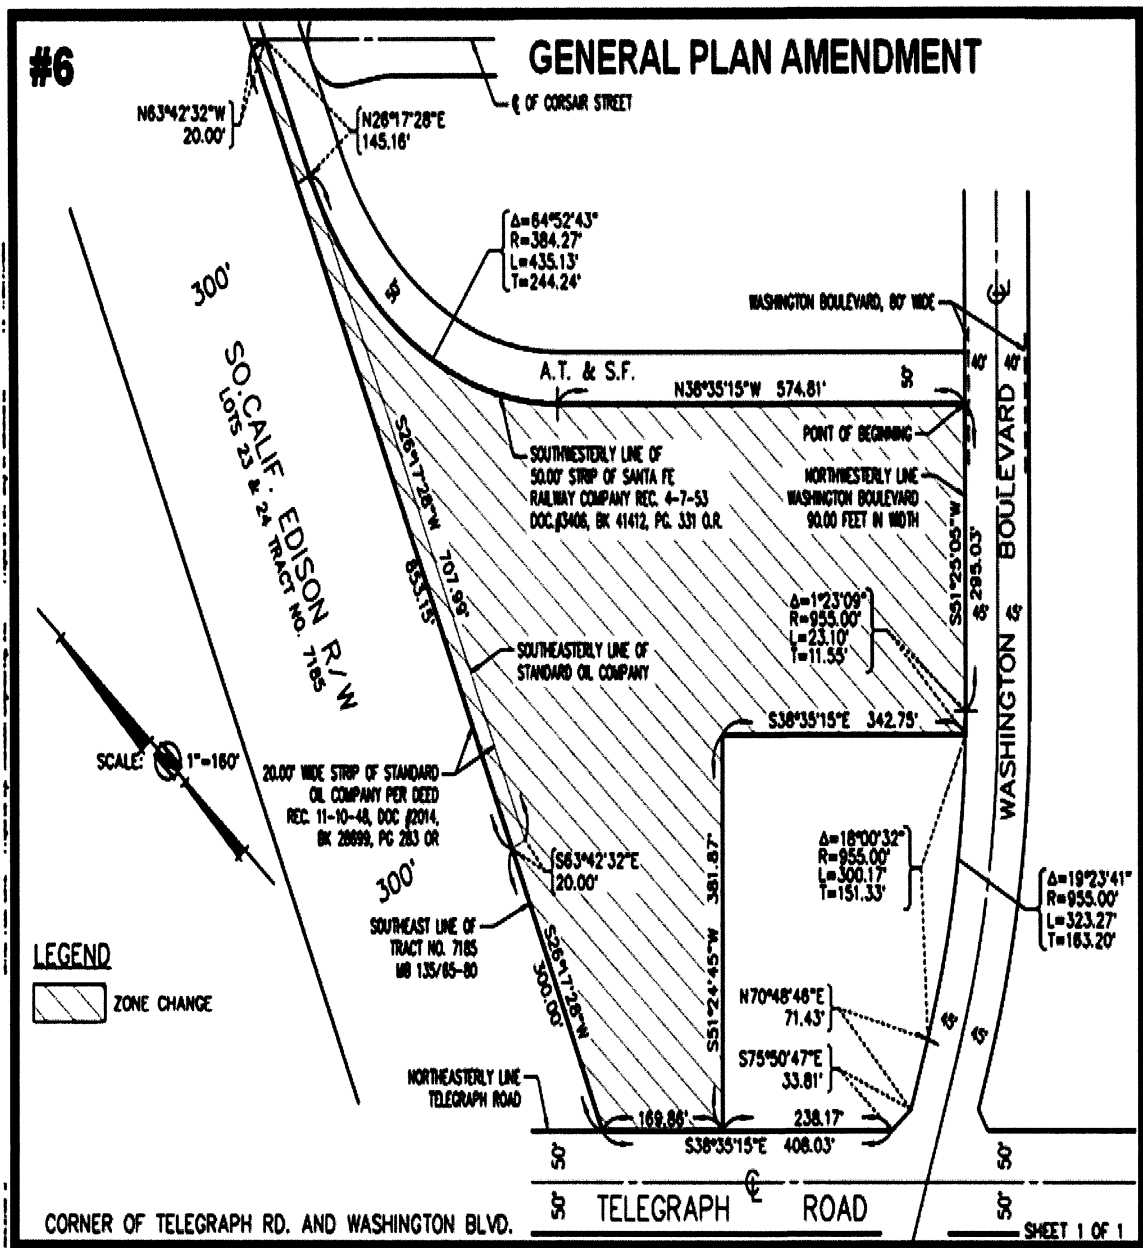 #6
GENERAL PLAN AMENDMENT
N63°42'32"W
20.00'
N26°17'28"E
145.16'
℄ OF CORSAIR STREET
Δ=64°52'43"
R=384.27'
L=435.13'
T=244.24'
300'
50'
WASHINGTON BOULEVARD, 80' WIDE
40'
40'
A.T. & S.F.
N38°35'15"W 574.81'
50'
POINT OF BEGINNING
SO. CALIF. EDISON R/W
LOTS 23 & 24 TRACT NO. 7185
SOUTHWESTERLY LINE OF
50.00' STRIP OF SANTA FE
RAILWAY COMPANY REC. 4-7-53
DOC.#3406, BK 41412, PG. 331 O.R.
NORTHWESTERLY LINE
WASHINGTON BOULEVARD
90.00 FEET IN WIDTH
S26°17'28"W 707.99'
853.15'
S51°25'05"W
295.03'
WASHINGTON BOULEVARD
℄
45'
45'
Δ=1°23'09"
R=955.00'
L=23.10'
T=11.55'
SOUTHEASTERLY LINE OF
STANDARD OIL COMPANY
S38°35'15"E 342.75'
SCALE: 1"=160'
20.00' WIDE STRIP OF STANDARD
OIL COMPANY PER DEED
REC. 11-10-48, DOC #2014,
BK 28699, PG 283 OR
S63°42'32"E
20.00'
300'
Δ=18°00'32"
R=955.00'
L=300.17'
T=151.33'
Δ=19°23'41"
R=955.00'
L=323.27'
T=163.20'
S51°24'45"W 381.87'
SOUTHEAST LINE OF
TRACT NO. 7185
MB 135/65-80
S26°17'28"W
300.00'
LEGEND
ZONE CHANGE
N70°48'46"E
71.43'
45'
45'
S75°50'47"E
33.81'
NORTHEASTERLY LINE
TELEGRAPH ROAD
169.86'
238.17'
S38°35'15"E 408.03'
50'
50'
50'
50'
℄
TELEGRAPH ROAD
CORNER OF TELEGRAPH RD. AND WASHINGTON BLVD.
SHEET 1 OF 1